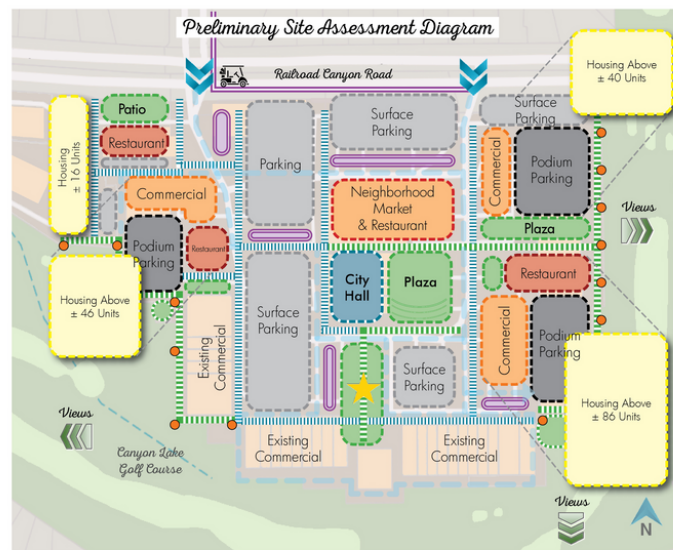 Preliminary Site Assessment Diagram
Railroad Canyon Road
Housing Above
± 40 Units
Housing
± 16 Units
Patio
Restaurant
Parking
Surface
Parking
Surface
Parking
Commercial
Podium
Parking
Commercial
Neighborhood
Market
& Restaurant
Plaza
Views
Podium
Parking
Restaurant
City
Hall
Plaza
Restaurant
Housing Above
± 46 Units
Existing
Commercial
Surface
Parking
Surface
Parking
Commercial
Podium
Parking
Housing Above
± 86 Units
Views
Canyon Lake
Golf Course
Existing
Commercial
Existing
Commercial
Views
N